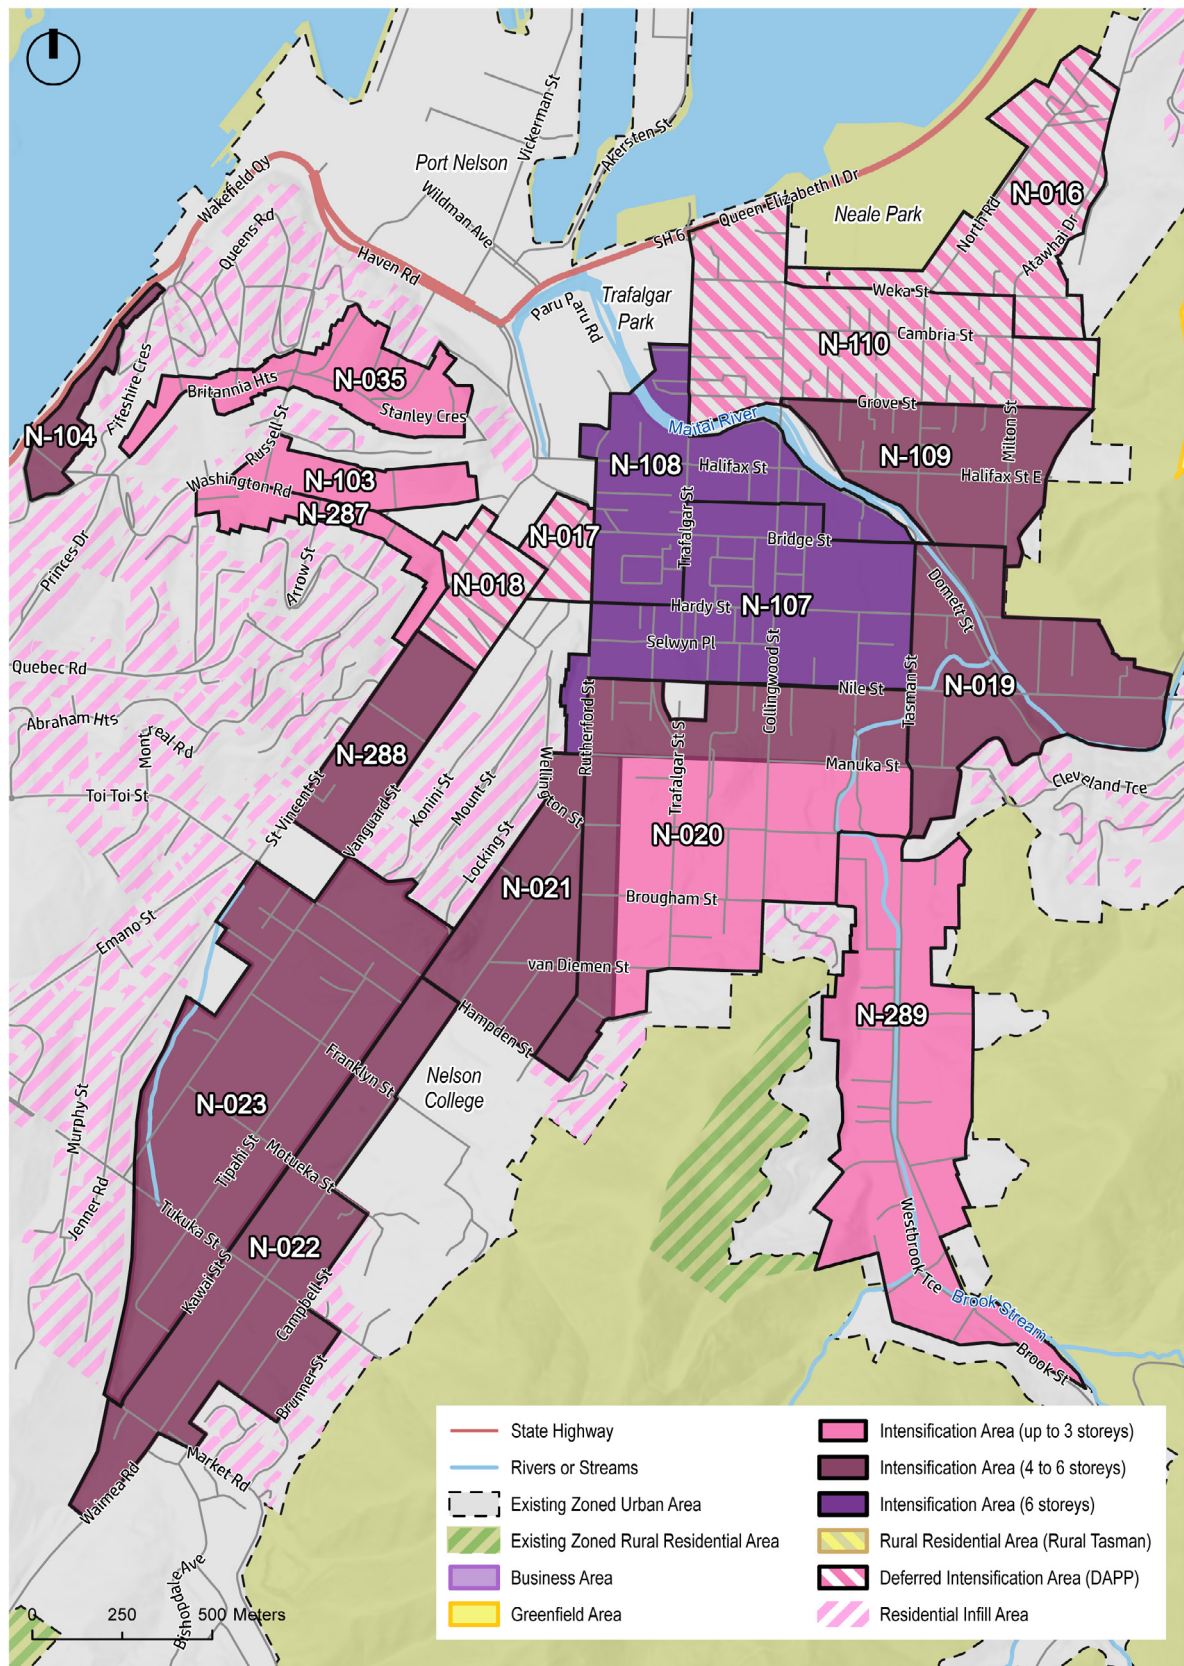 Port Nelson
Vickerman St
Akersten St
Wakefield Qy
Wildman Ave
Queens Rd
Haven Rd
SH 6
Queen Elizabeth II Dr
Neale Park
North Rd
N-016
Atawhai Dr
Weka St
Paru Paru Rd
Trafalgar
Park
Cambria St
N-110
N-035
Britannia Hts
Stanley Cres
Fifeshire Cres
Russell St
N-104
Grove St
Milton St
Maitai River
N-109
N-108
Halifax St
Halifax St E
N-103
Washington Rd
N-287
N-017
Trafalgar St
Bridge St
Princes Dr
Arrow St
N-018
Domett St
Hardy St
N-107
Selwyn Pl
Collingwood St
Tasman St
Quebec Rd
Nile St
N-019
Abraham Hts
Montreal Rd
Rutherford St
Trafalgar St S
N-288
Wellington St
Manuka St
Cleveland Tce
Toi Toi St
St Vincent St
Vanguard St
Konini St
Mount St
Locking St
N-020
N-021
Brougham St
Emano St
van Diemen St
Hampden St
N-289
Franklyn St
Nelson
College
N-023
Murphy St
Tipahi St
Motueka St
Jenner Rd
Tukuka St
N-022
Kawai St S
Campbell St
Westbrook Tce
Brook Stream
Brook St
Brunner St
Market Rd
Waimea Rd
Bishopdale Ave
0 250 500 Meters
State Highway
Rivers or Streams
Existing Zoned Urban Area
Existing Zoned Rural Residential Area
Business Area
Greenfield Area
Intensification Area (up to 3 storeys)
Intensification Area (4 to 6 storeys)
Intensification Area (6 storeys)
Rural Residential Area (Rural Tasman)
Deferred Intensification Area (DAPP)
Residential Infill Area